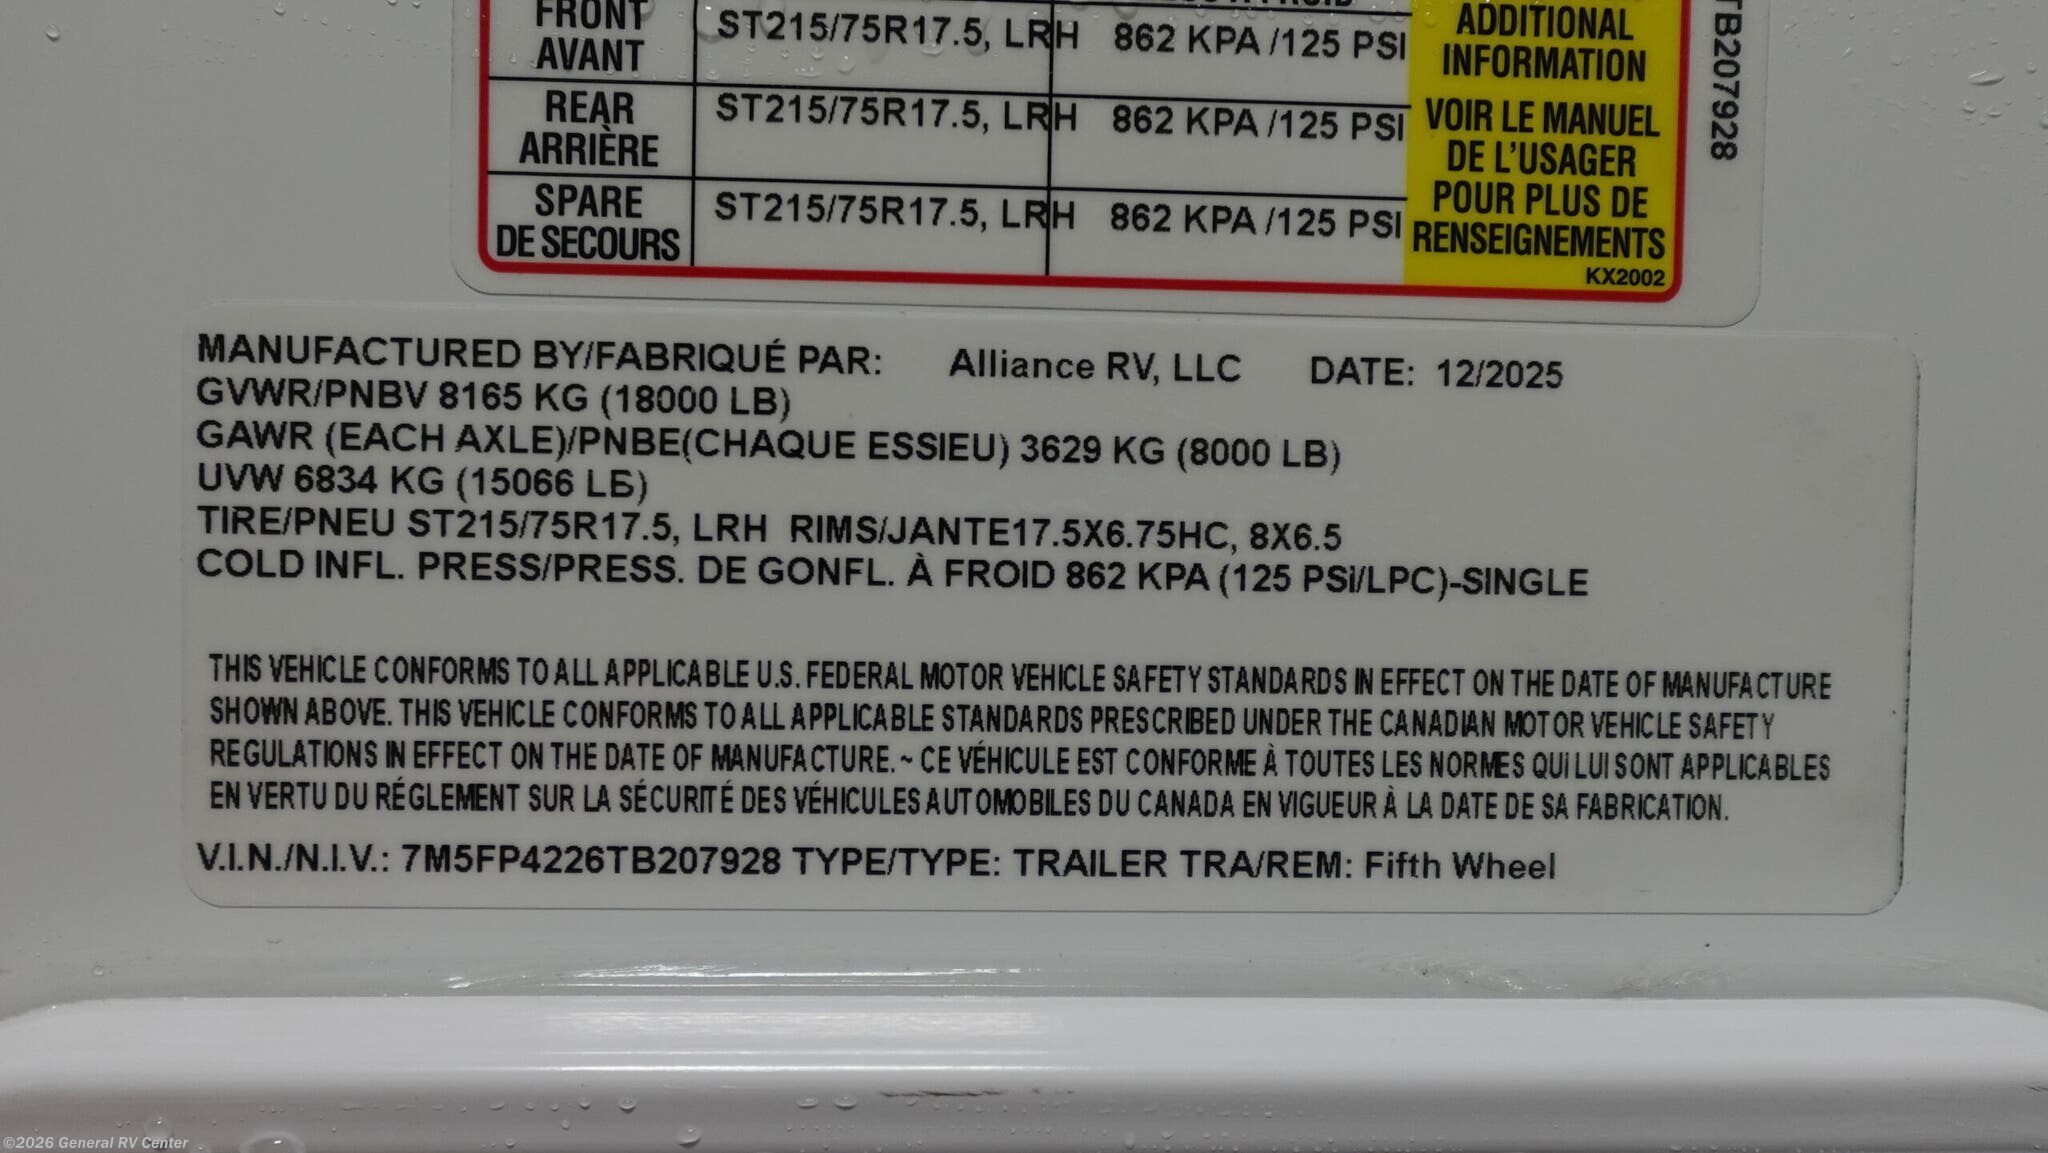 FRONT
AVANT
ST215/75R17.5, LRH 862 KPA /125 PSI
REAR
ARRIÈRE
ST215/75R17.5, LRH 862 KPA /125 PSI
SPARE
DE SECOURS
ST215/75R17.5, LRH 862 KPA /125 PSI
ADDITIONAL
INFORMATION
VOIR LE MANUEL
DE L'USAGER
POUR PLUS DE
RENSEIGNEMENTS
KX2002
TB207928
MANUFACTURED BY/FABRIQUÉ PAR: Alliance RV, LLC DATE: 12/2025
GVWR/PNBV 8165 KG (18000 LB)
GAWR (EACH AXLE)/PNBE(CHAQUE ESSIEU) 3629 KG (8000 LB)
UVW 6834 KG (15066 LB)
TIRE/PNEU ST215/75R17.5, LRH RIMS/JANTE17.5X6.75HC, 8X6.5
COLD INFL. PRESS/PRESS. DE GONFL. À FROID 862 KPA (125 PSI/LPC)-SINGLE
THIS VEHICLE CONFORMS TO ALL APPLICABLE U.S. FEDERAL MOTOR VEHICLE SAFETY STANDARDS IN EFFECT ON THE DATE OF MANUFACTURE
SHOWN ABOVE. THIS VEHICLE CONFORMS TO ALL APPLICABLE STANDARDS PRESCRIBED UNDER THE CANADIAN MOTOR VEHICLE SAFETY
REGULATIONS IN EFFECT ON THE DATE OF MANUFACTURE. ~ CE VÉHICULE EST CONFORME À TOUTES LES NORMES QUI LUI SONT APPLICABLES
EN VERTU DU RÉGLEMENT SUR LA SÉCURITÉ DES VÉHICULES AUTOMOBILES DU CANADA EN VIGUEUR À LA DATE DE SA FABRICATION.
V.I.N./N.I.V.: 7M5FP4226TB207928 TYPE/TYPE: TRAILER TRA/REM: Fifth Wheel
©2026 General RV Center